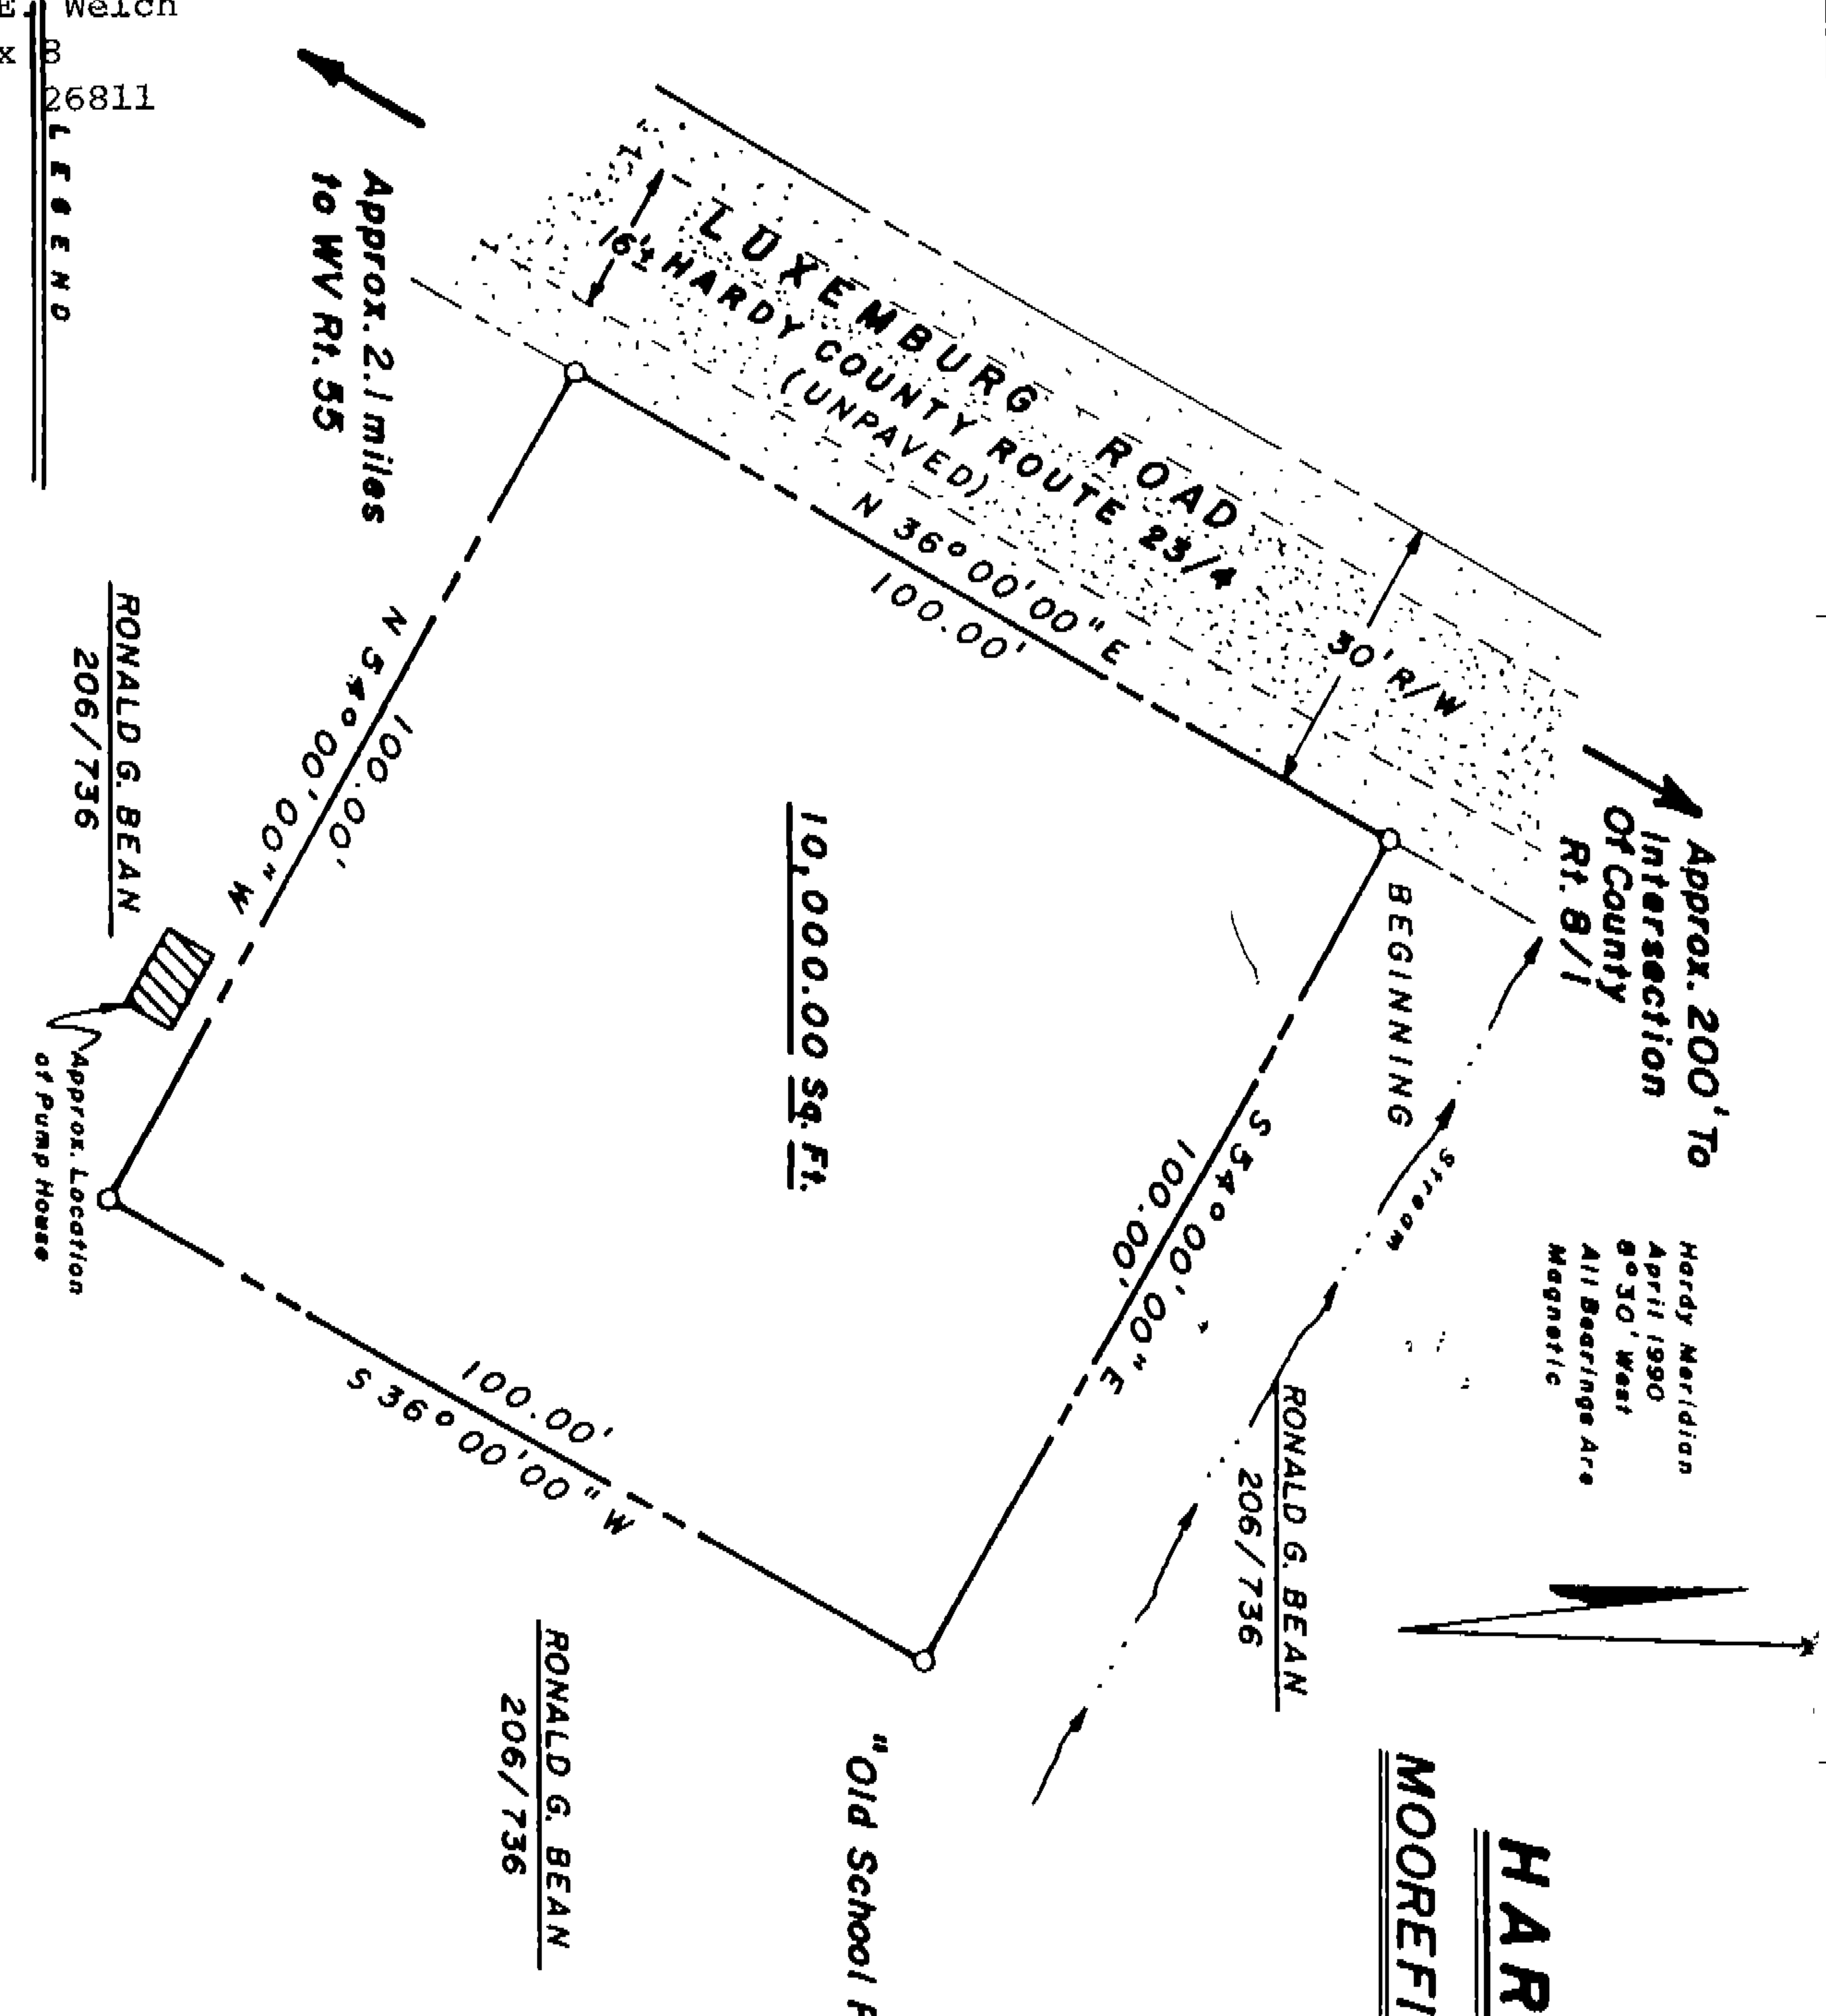 E. Welch
x 8
26811
LEGEND
Approx. 2.1 miles
to WV Rt. 55
LUXEMBURG ROAD
16'± HARDY COUNTY ROUTE 23/4
(UNPAVED)
N 36° 00' 00" E
100.00'
30' R/W
Approx. 200' To
Intersection
Of County
Rt. 8/1
BEGINNING
Stream
Hardy Meridian
April 1990
8° 30' West
All Bearings Are
Magnetic
S 54° 00' 00" E
100.00'
10,000.00 Sq. Ft.
100.00'
N 54° 00' 00" W
RONALD G. BEAN
206/736
Approx. Location
of Pump House
100.00'
S 36° 00' 00" W
RONALD G. BEAN
206/736
RONALD G. BEAN
206/736
"Old School
HAR
MOOREFI